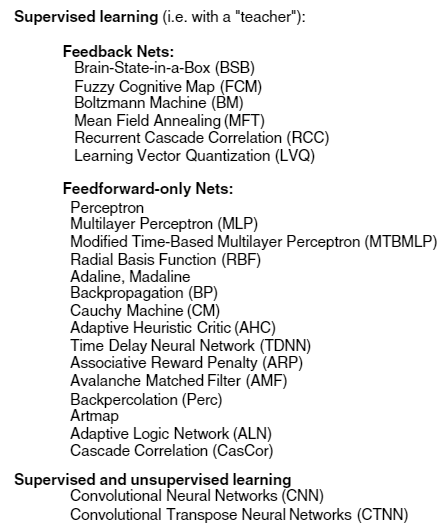 Supervised learning (i.e. with a "teacher"):
Feedback Nets:
Brain-State-in-a-Box (BSB)
Fuzzy Cognitive Map (FCM)
Boltzmann Machine (BM)
Mean Field Annealing (MFT)
Recurrent Cascade Correlation (RCC)
Learning Vector Quantization (LVQ)
Feedforward-only Nets:
Perceptron
Multilayer Perceptron (MLP)
Modified Time-Based Multilayer Perceptron (MTBMLP)
Radial Basis Function (RBF)
Adaline, Madaline
Backpropagation (BP)
Cauchy Machine (CM)
Adaptive Heuristic Critic (AHC)
Time Delay Neural Network (TDNN)
Associative Reward Penalty (ARP)
Avalanche Matched Filter (AMF)
Backpercolation (Perc)
Artmap
Adaptive Logic Network (ALN)
Cascade Correlation (CasCor)
Supervised and unsupervised learning
Convolutional Neural Networks (CNN)
Convolutional Transpose Neural Networks (CTNN)